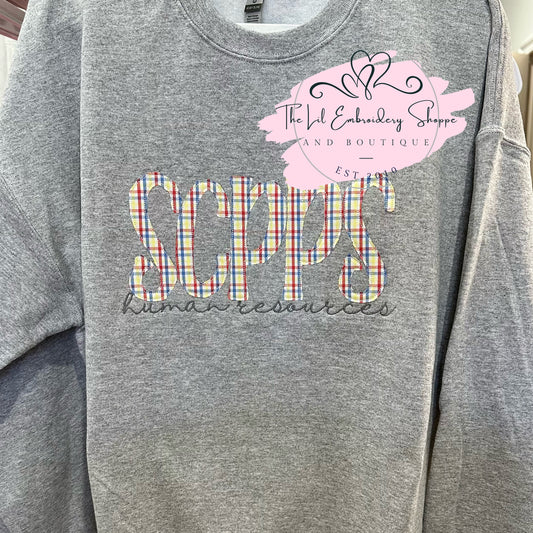 The Lil Embroidery Shoppe
AND BOUTIQUE
EST. 2010
SCPPS
human resources